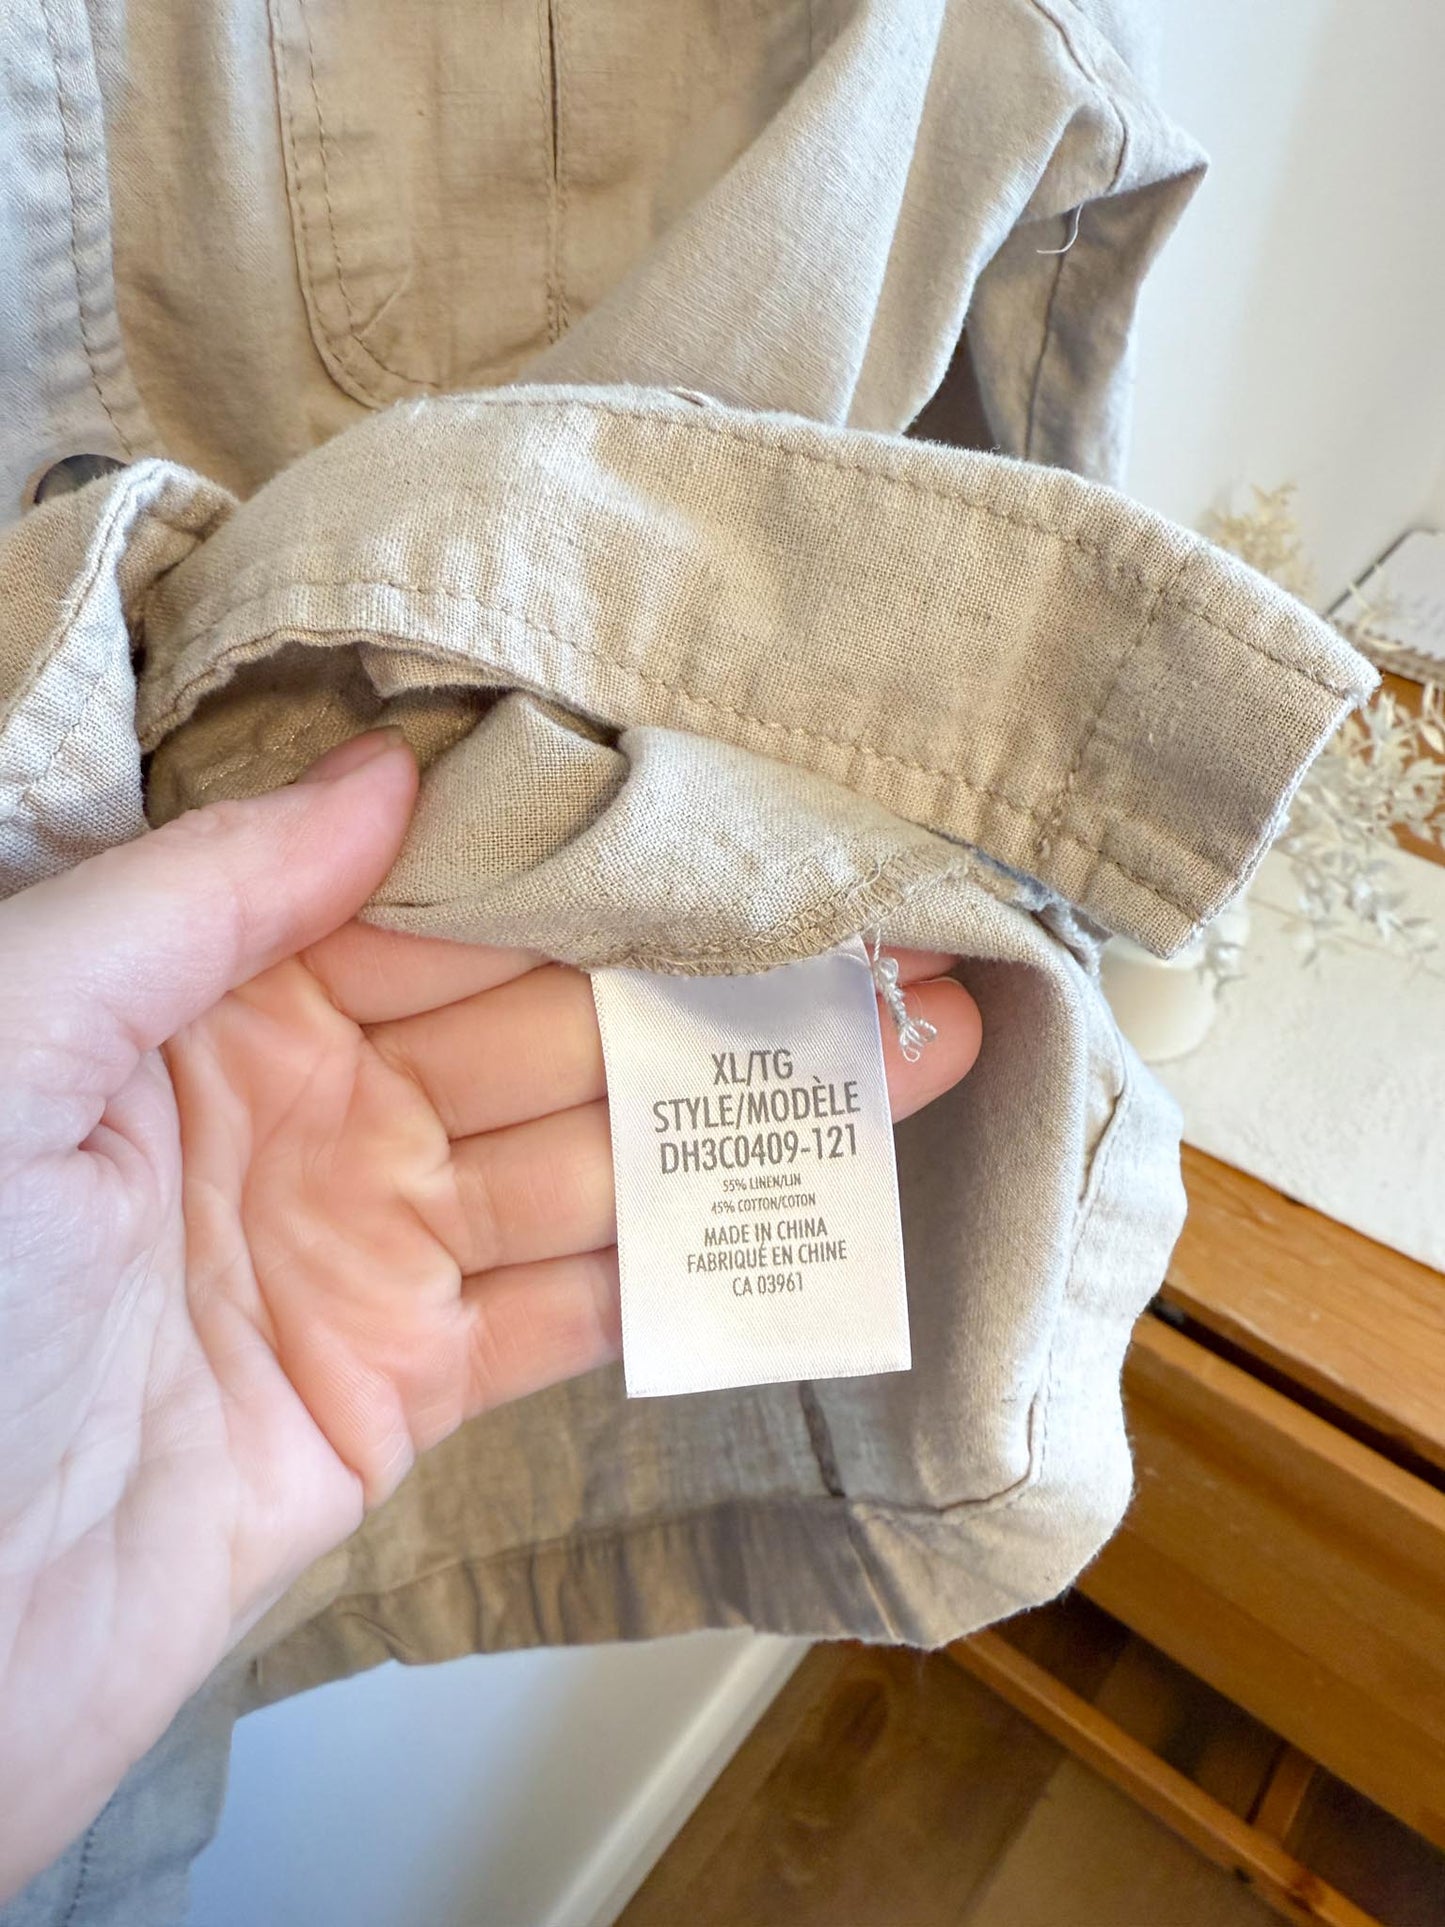 XL/TG
STYLE/MODÈLE
DH3C0409-121
55% LINEN/LIN
45% COTTON/COTON
MADE IN CHINA
FABRIQUÉ EN CHINE
CA 03961